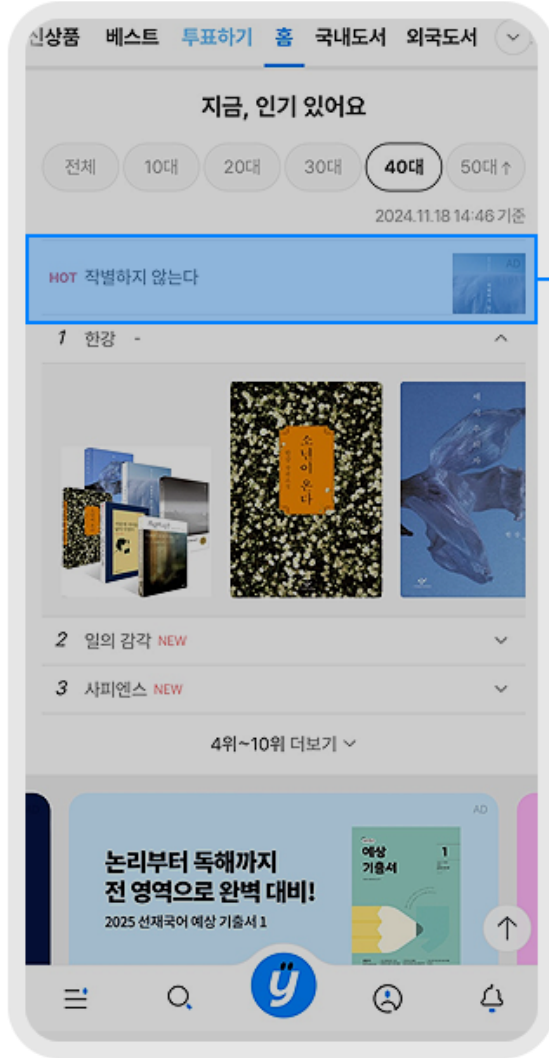 신상품 베스트 투표하기 홈 국내도서 외국도서
지금, 인기 있어요
전체 10대 20대 30대 40대 50대↑
2024.11.18 14:46 기준
AD
HOT 작별하지 않는다
1 한강 -
소년이 온다
채식주의자
2 일의 감각 NEW
3 사피엔스 NEW
4위~10위 더보기
AD
논리부터 독해까지
전 영역으로 완벽 대비!
2025 선재국어 예상 기출서 1
예상
기출서
1
ÿ